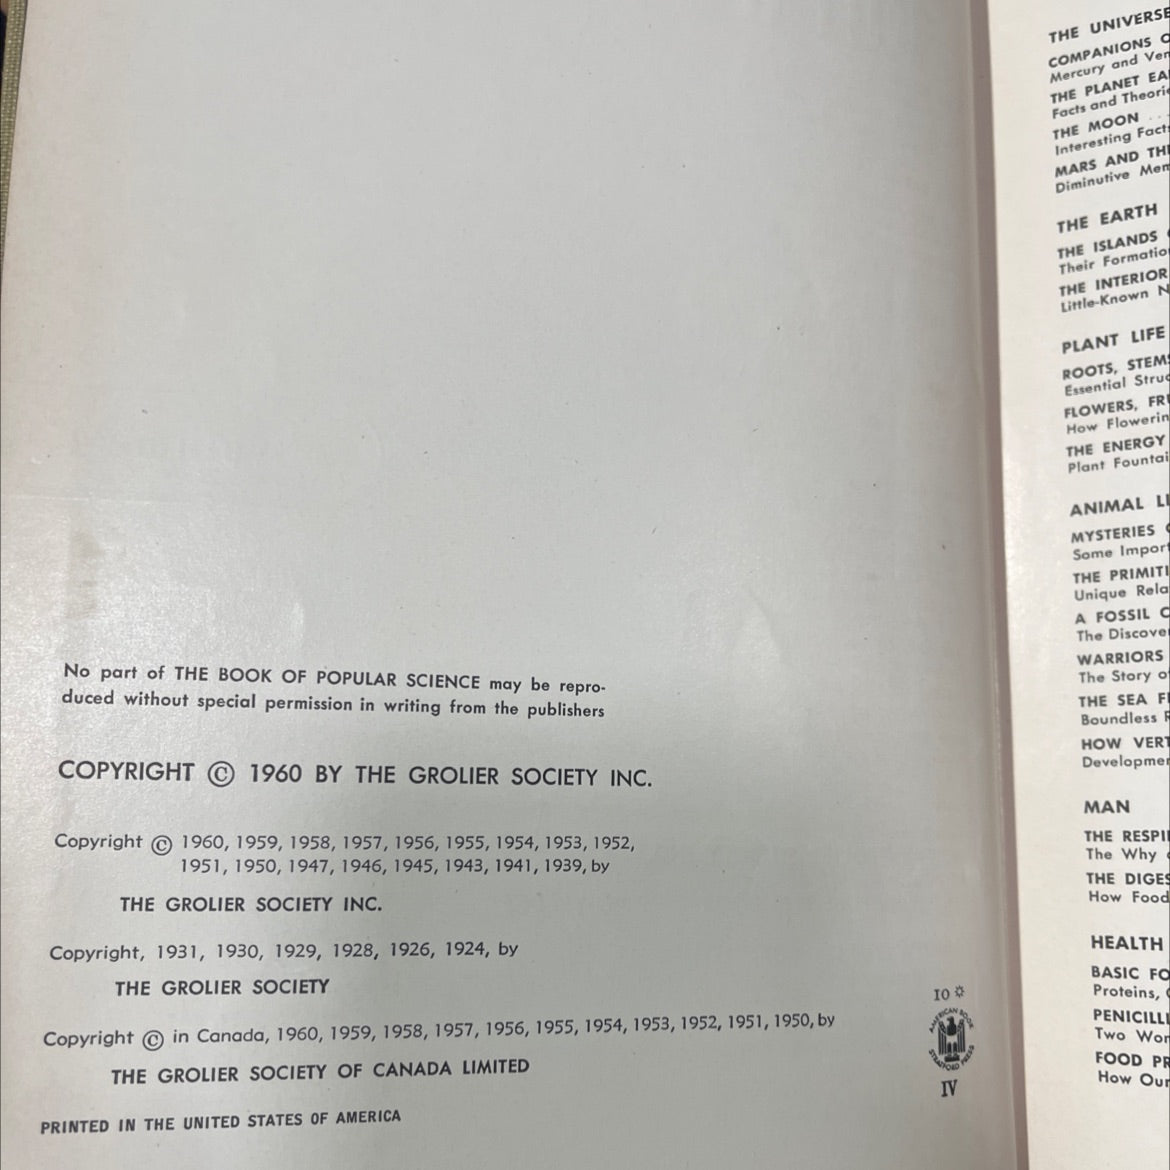 No part of THE BOOK OF POPULAR SCIENCE may be repro-
duced without special permission in writing from the publishers
COPYRIGHT © 1960 BY THE GROLIER SOCIETY INC.
Copyright © 1960, 1959, 1958, 1957, 1956, 1955, 1954, 1953, 1952,
1951, 1950, 1947, 1946, 1945, 1943, 1941, 1939, by
THE GROLIER SOCIETY INC.
Copyright, 1931, 1930, 1929, 1928, 1926, 1924, by
THE GROLIER SOCIETY
Copyright © in Canada, 1960, 1959, 1958, 1957, 1956, 1955, 1954, 1953, 1952, 1951, 1950, by
THE GROLIER SOCIETY OF CANADA LIMITED
PRINTED IN THE UNITED STATES OF AMERICA
10
AMERICAN BOOK
STRATFORD PRESS
IV
THE UNIVERSE
COMPANIONS
Mercury and
THE PLANET
Facts and
THE MOON
Interesting
MARS AND
Diminutive
THE EARTH
THE ISLANDS
Their
THE INTERIOR
Little-Known
PLANT LIFE
ROOTS,
Essential
FLOWERS,
How
THE ENERGY
Plant
ANIMAL
MYSTERIES
Some
THE
Unique
A FOSSIL
The
WARRIORS
The Story
THE SEA
Boundless
HOW
MAN
THE
The Why
THE
How Food
HEALTH
BASIC
Proteins,
Two
FOOD
How Our